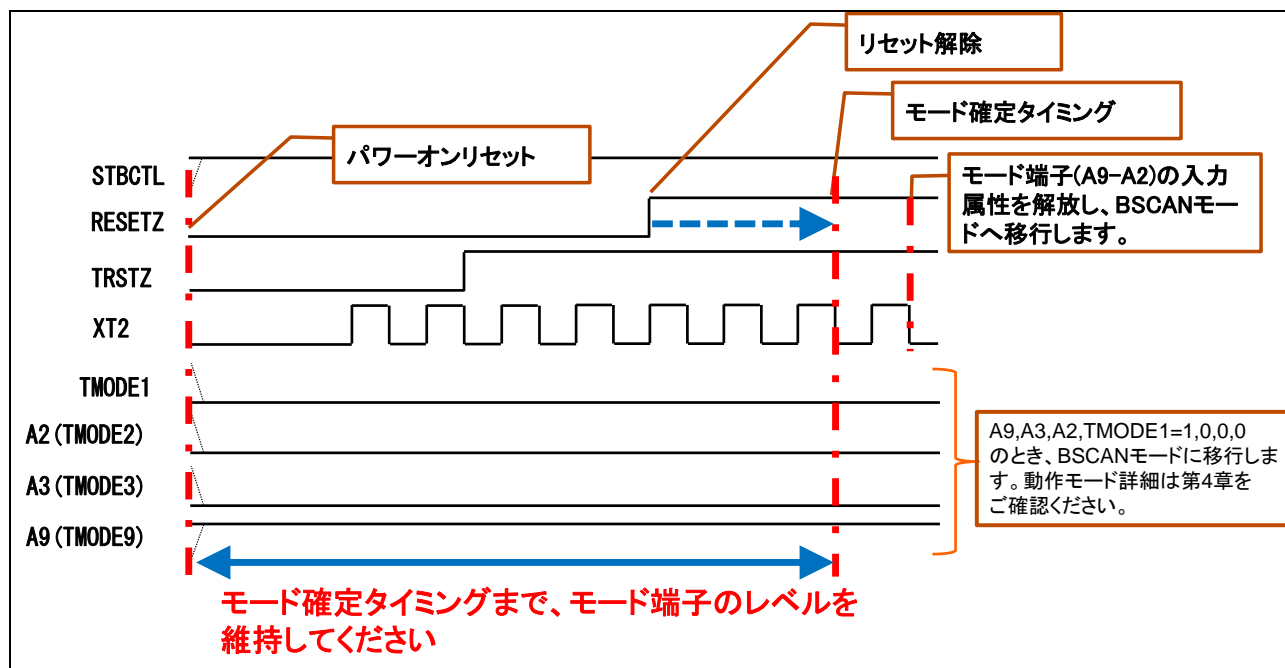 リセット解除
モード確定タイミング
パワーオンリセット
モード端子(A9-A2)の入力
属性を解放し、BSCANモー
ドへ移行します。
STBCTL
RESETZ
TRSTZ
XT2
TMODE1
A2(TMODE2)
A3(TMODE3)
A9(TMODE9)
A9,A3,A2,TMODE1=1,0,0,0
のとき、BSCANモードに移行しま
す。動作モード詳細は第4章を
ご確認ください。
モード確定タイミングまで、モード端子のレベルを
維持してください